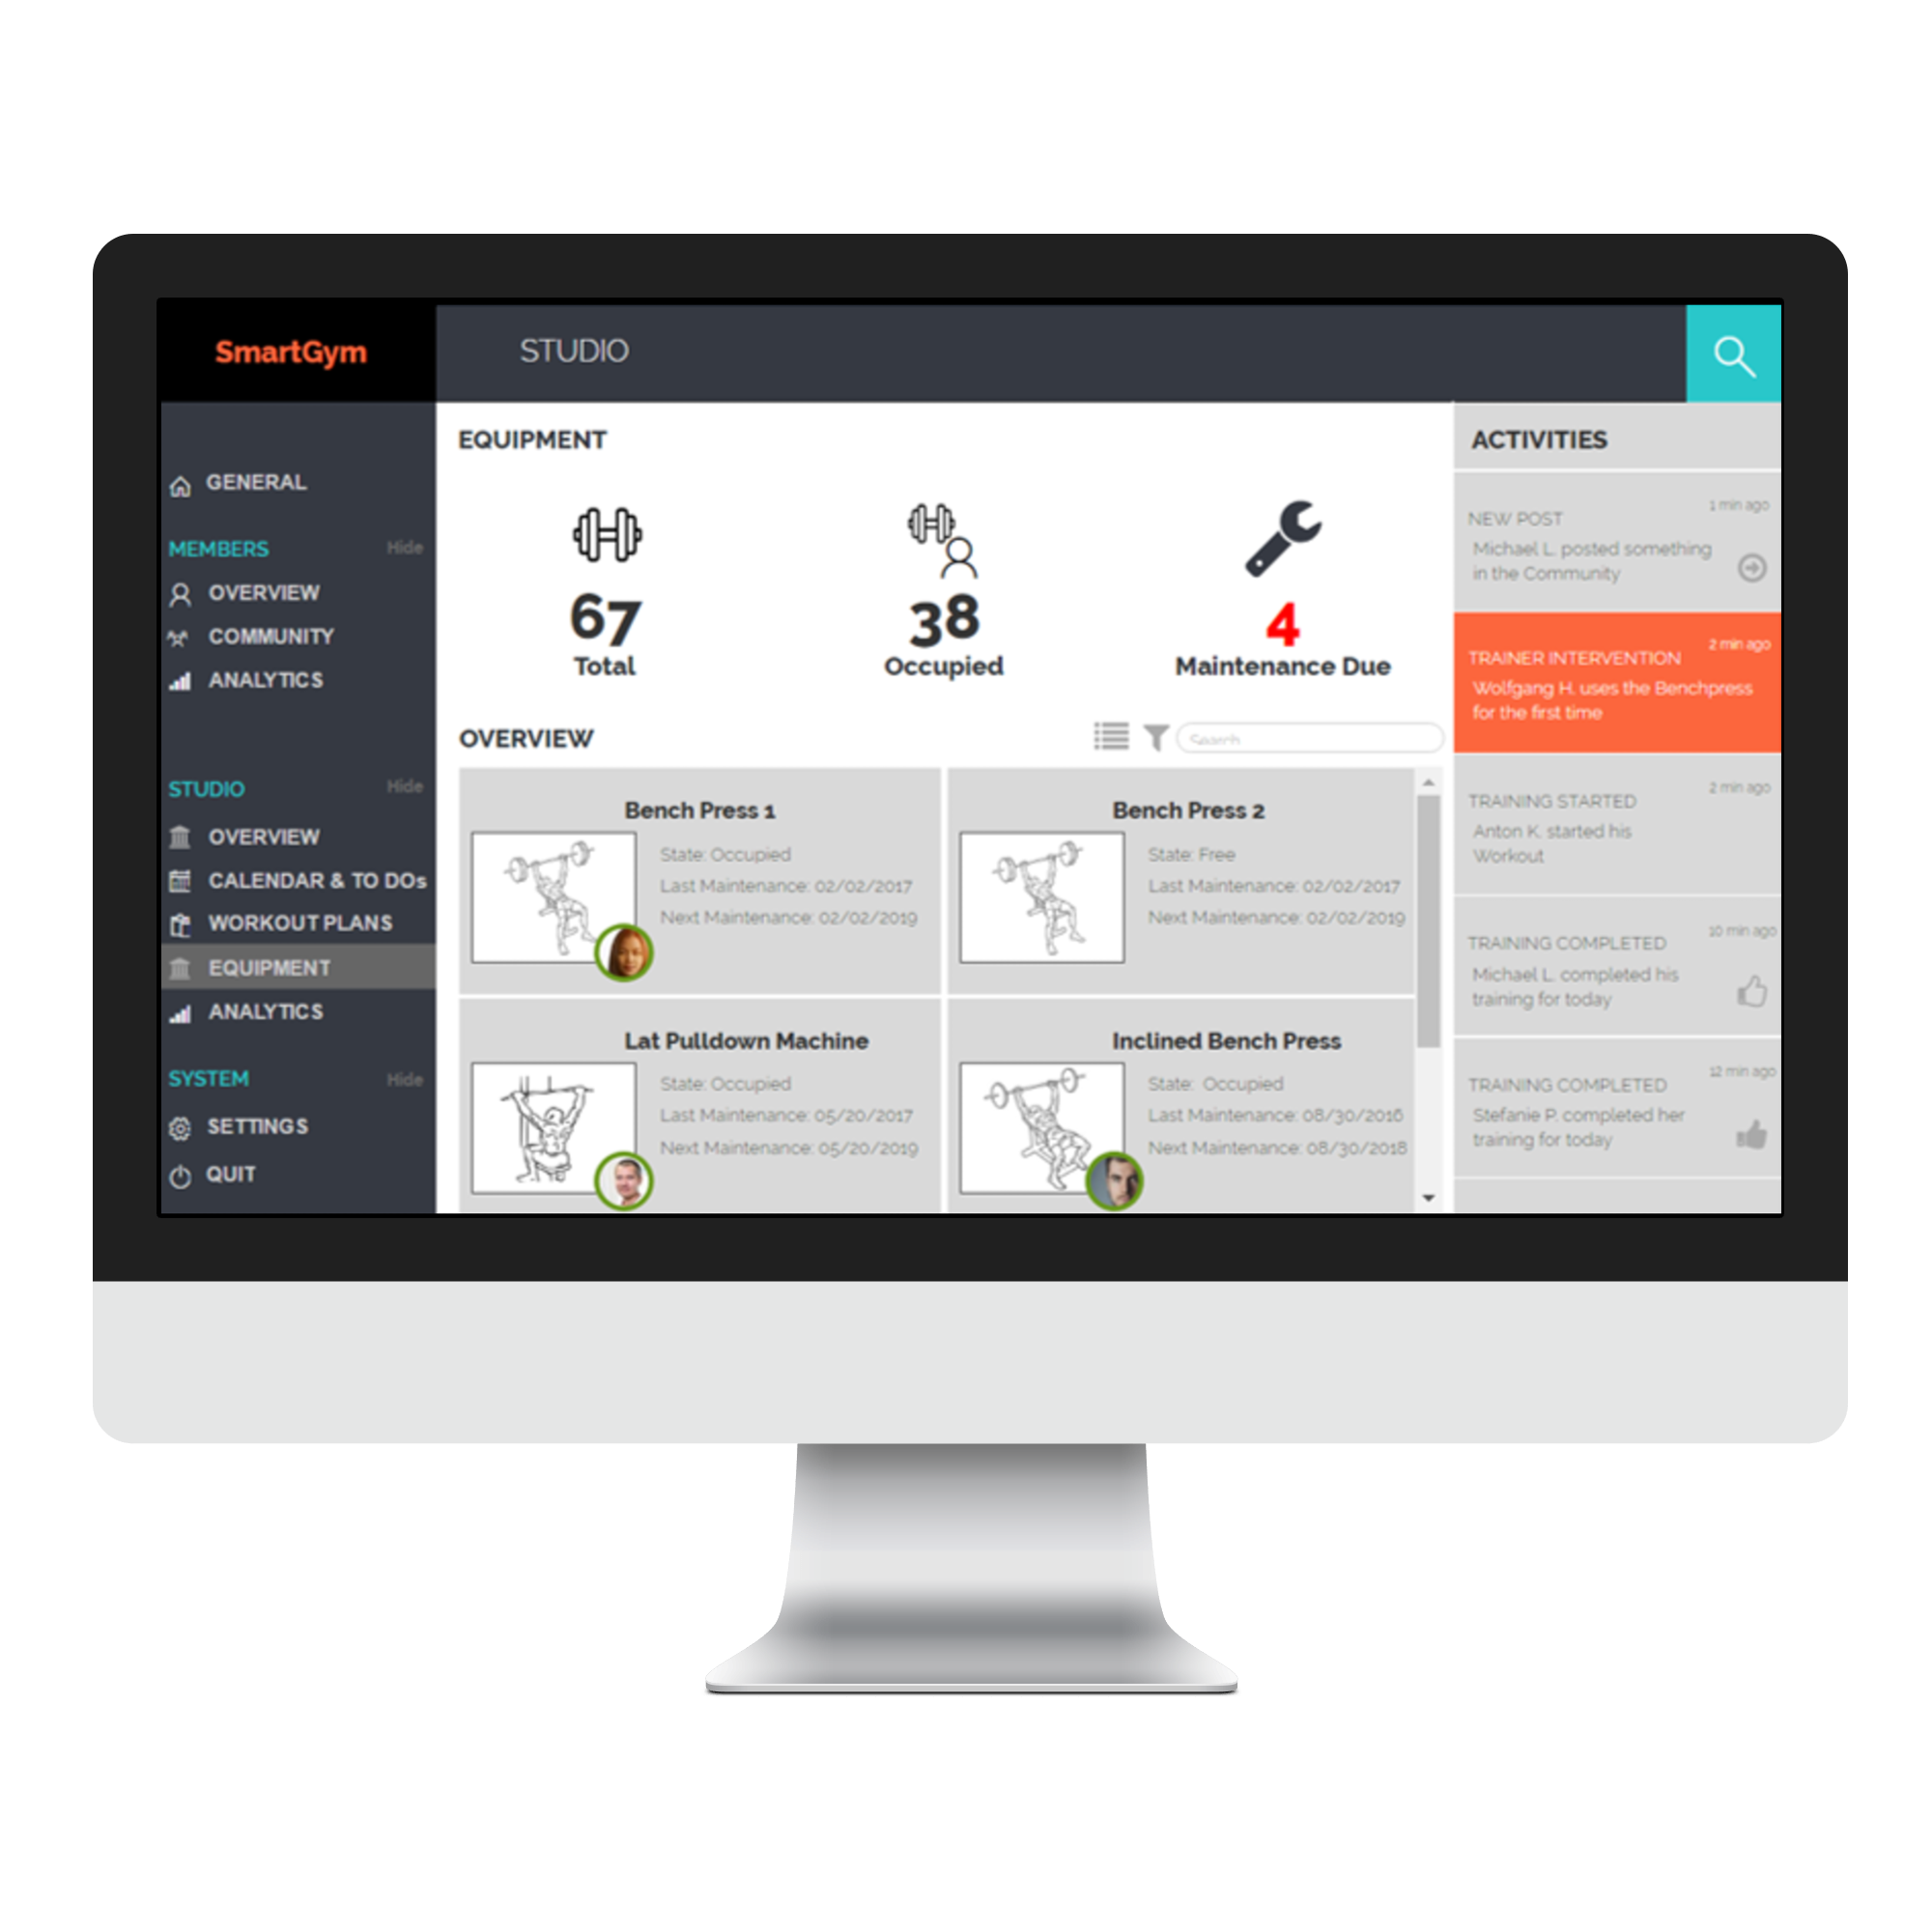 SmartGym
STUDIO
GENERAL
MEMBERS
Hide
OVERVIEW
COMMUNITY
ANALYTICS
STUDIO
Hide
OVERVIEW
CALENDAR & TO DOs
WORKOUT PLANS
EQUIPMENT
ANALYTICS
SYSTEM
Hide
SETTINGS
QUIT
EQUIPMENT
67
Total
38
Occupied
4
Maintenance Due
OVERVIEW
Search
Bench Press 1
State: Occupied
Last Maintenance: 02/02/2017
Next Maintenance: 02/02/2019
Bench Press 2
State: Free
Last Maintenance: 02/02/2017
Next Maintenance: 02/02/2019
Lat Pulldown Machine
State: Occupied
Last Maintenance: 05/20/2017
Next Maintenance: 05/20/2019
Inclined Bench Press
State: Occupied
Last Maintenance: 08/30/2016
Next Maintenance: 08/30/2018
ACTIVITIES
1 min ago
NEW POST
Michael L. posted something
in the Community
2 min ago
TRAINER INTERVENTION
Wolfgang H. uses the Benchpress
for the first time
2 min ago
TRAINING STARTED
Anton K. started his
Workout
10 min ago
TRAINING COMPLETED
Michael L. completed his
training for today
12 min ago
TRAINING COMPLETED
Stefanie P. completed her
training for today